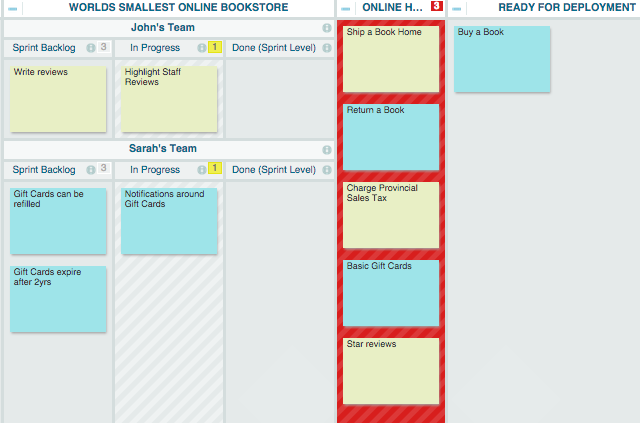 WORLDS SMALLEST ONLINE BOOKSTORE
ONLINE H... 3
READY FOR DEPLOYMENT
John's Team
Sprint Backlog 3 In Progress 1 Done (Sprint Level)
Write reviews
Highlight Staff
Reviews
Sarah's Team
Sprint Backlog 3 In Progress 1 Done (Sprint Level)
Gift Cards can be
refilled
Notifications around
Gift Cards
Gift Cards expire
after 2yrs
Ship a Book Home
Return a Book
Charge Provincial
Sales Tax
Basic Gift Cards
Star reviews
Buy a Book